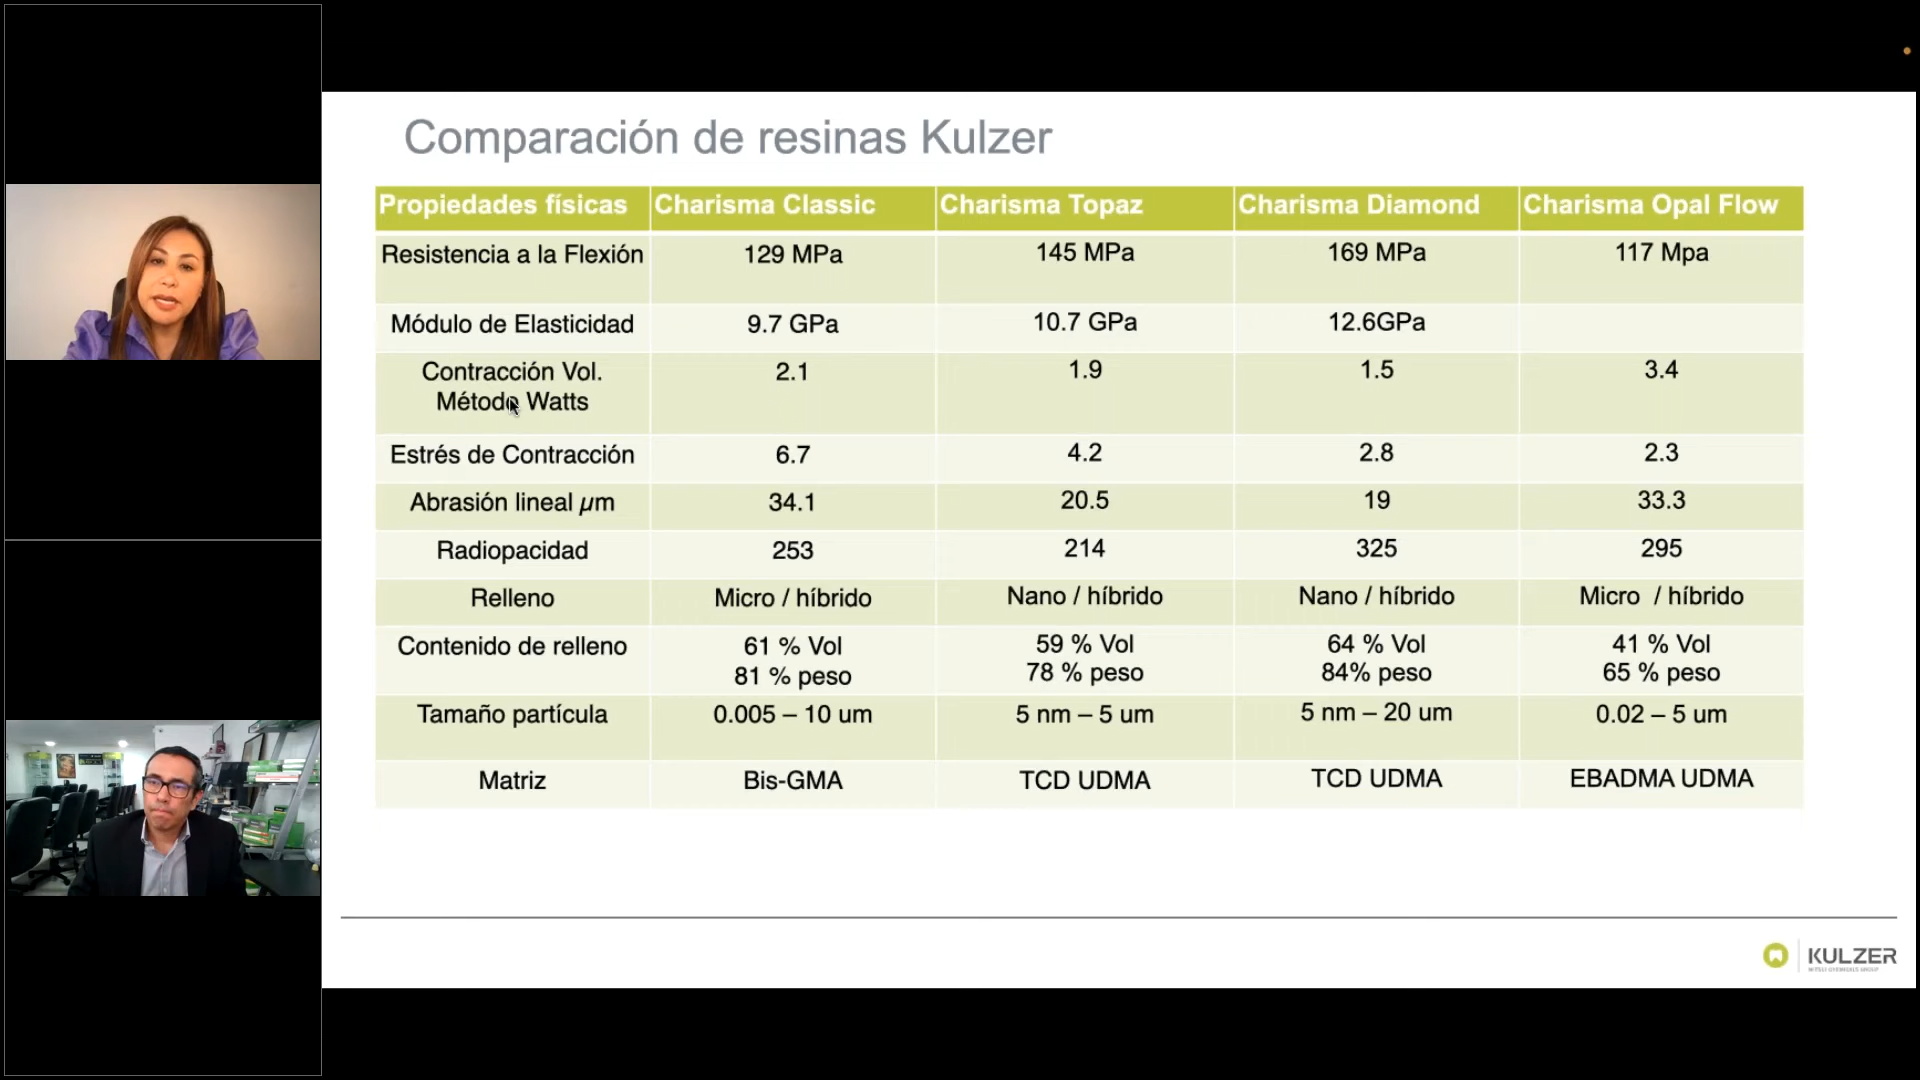 Comparación de resinas Kulzer
Propiedades físicas Charisma Classic Charisma Topaz Charisma Diamond Charisma Opal Flow
Resistencia a la Flexión 129 MPa 145 MPa 169 MPa 117 Mpa
Módulo de Elasticidad 9.7 GPa 10.7 GPa 12.6GPa
Contracción Vol. 2.1 1.9 1.5 3.4
Método Watts
Estrés de Contracción 6.7 4.2 2.8 2.3
Abrasión lineal µm 34.1 20.5 19 33.3
Radiopacidad 253 214 325 295
Relleno Micro / híbrido Nano / híbrido Nano / híbrido Micro / híbrido
Contenido de relleno 61 % Vol 59 % Vol 64 % Vol 41 % Vol
81 % peso 78 % peso 84% peso 65 % peso
Tamaño partícula 0.005 – 10 um 5 nm – 5 um 5 nm – 20 um 0.02 – 5 um
Matriz Bis-GMA TCD UDMA TCD UDMA EBADMA UDMA
KULZER
MITSUI CHEMICALS GROUP